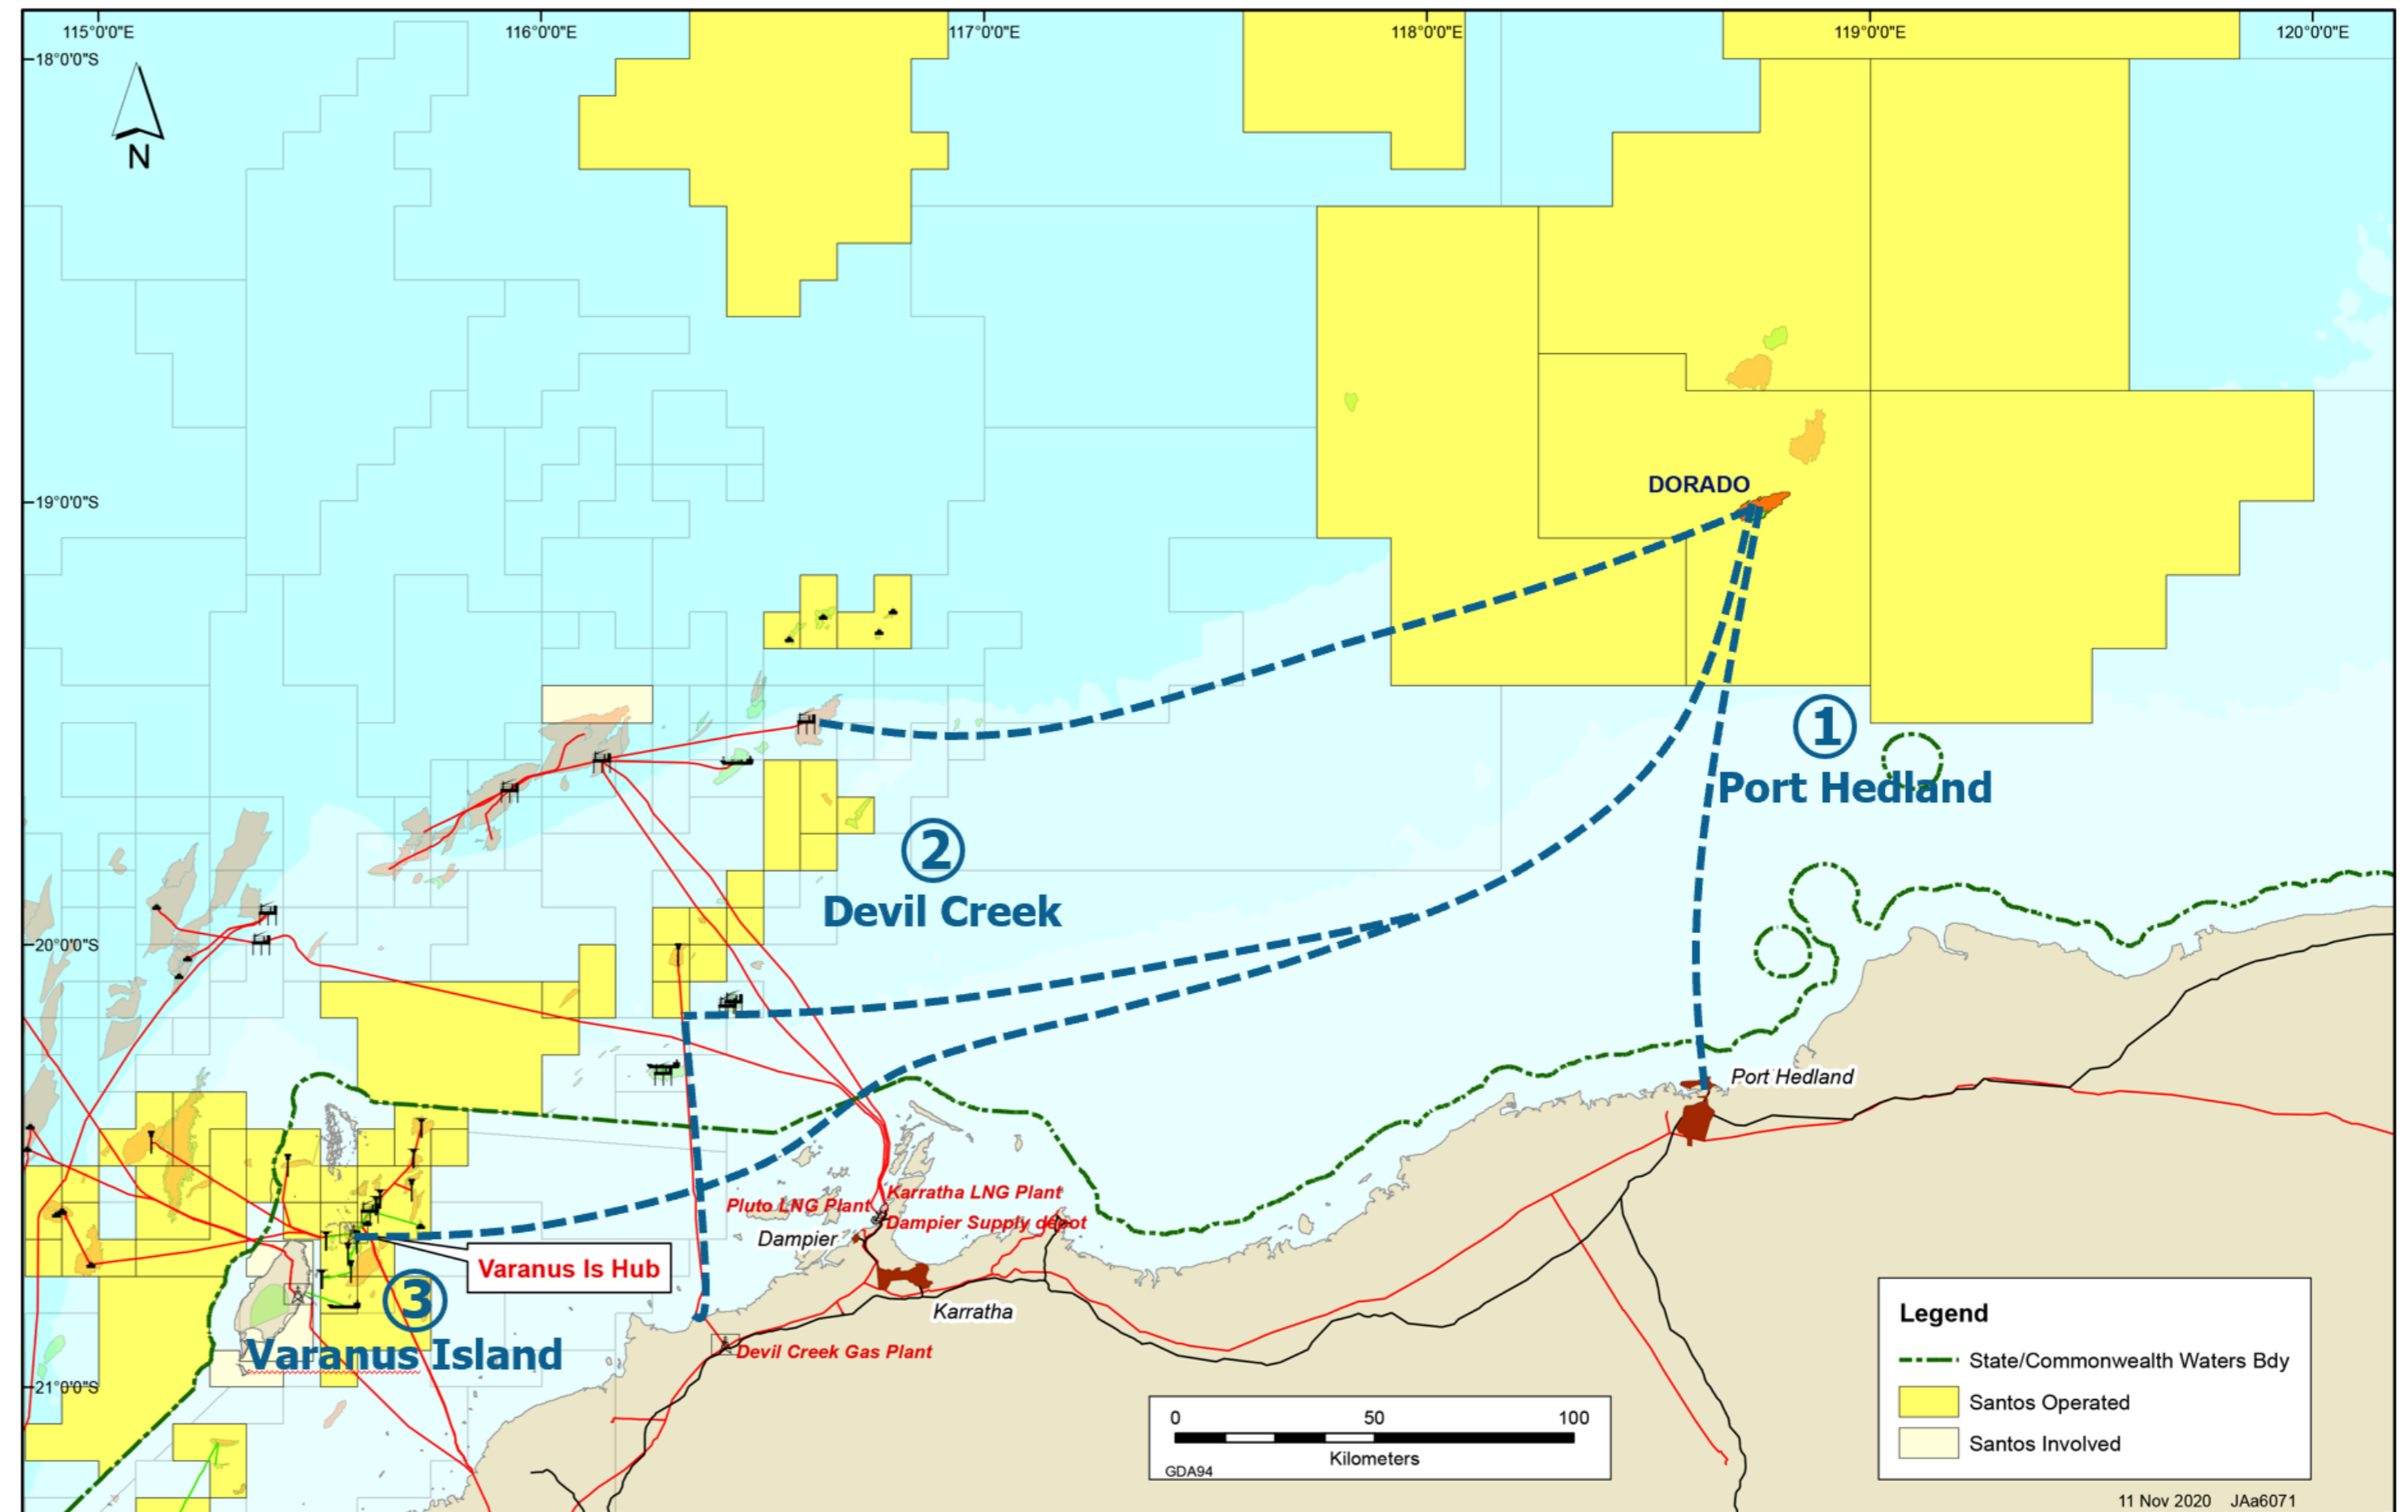 115°0'0"E
116°0'0"E
117°0'0"E
118°0'0"E
119°0'0"E
120°0'0"E
18°0'0"S
N
19°0'0"S
DORADO
①
Port Hedland
②
Devil Creek
20°0'0"S
Port Hedland
Karratha LNG Plant
Pluto LNG Plant
Dampier Supply depot
Dampier
Varanus Is Hub
③
Varanus Island
Karratha
Devil Creek Gas Plant
21°0'0"S
Legend
State/Commonwealth Waters Bdy
Santos Operated
Santos Involved
0 50 100
Kilometers
GDA94
11 Nov 2020 JAa6071